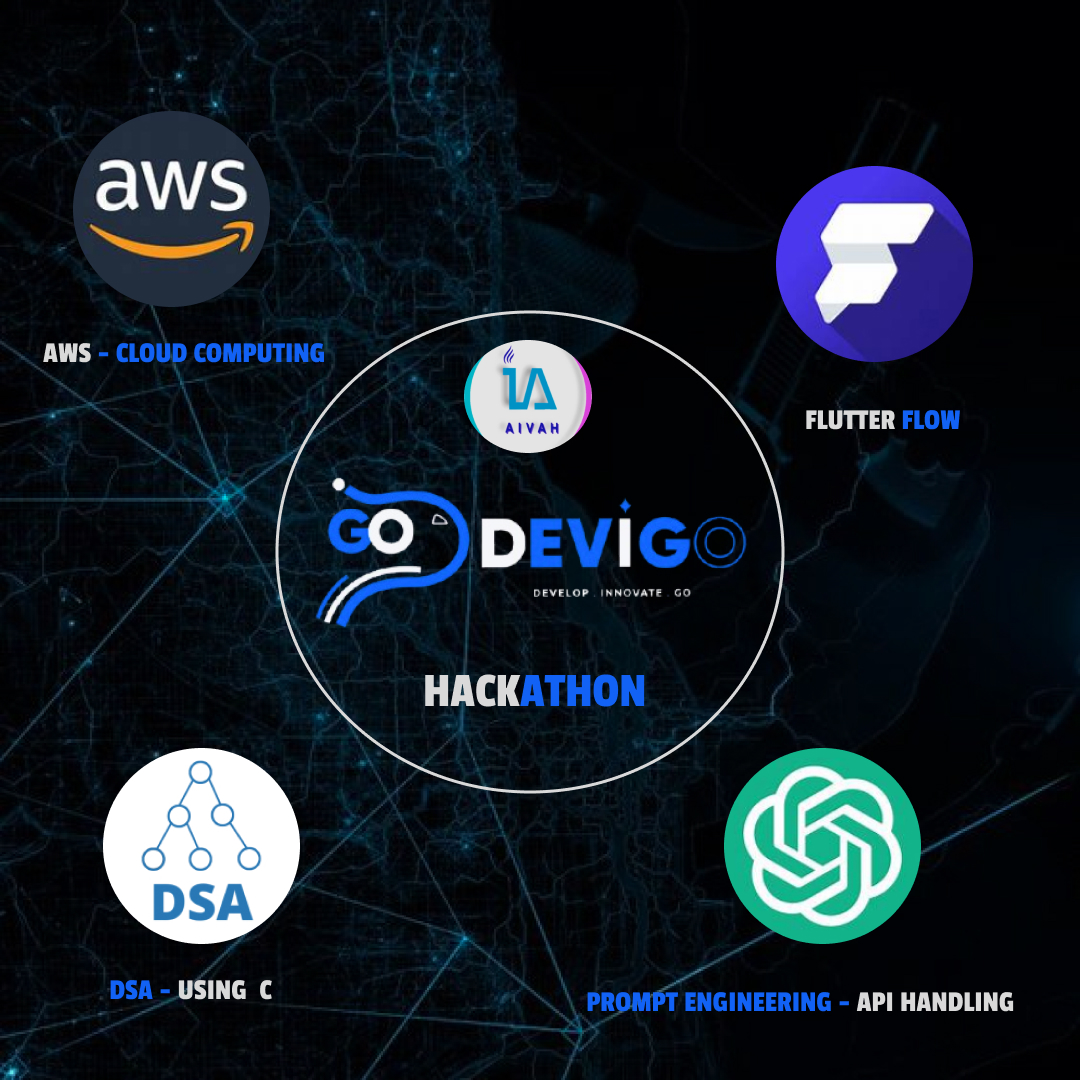 aws
AWS - CLOUD COMPUTING
FLUTTER FLOW
IA
AIVAH
GO
DEVIGO
DEVELOP . INNOVATE . GO
HACKATHON
DSA
DSA - USING C
PROMPT ENGINEERING - API HANDLING